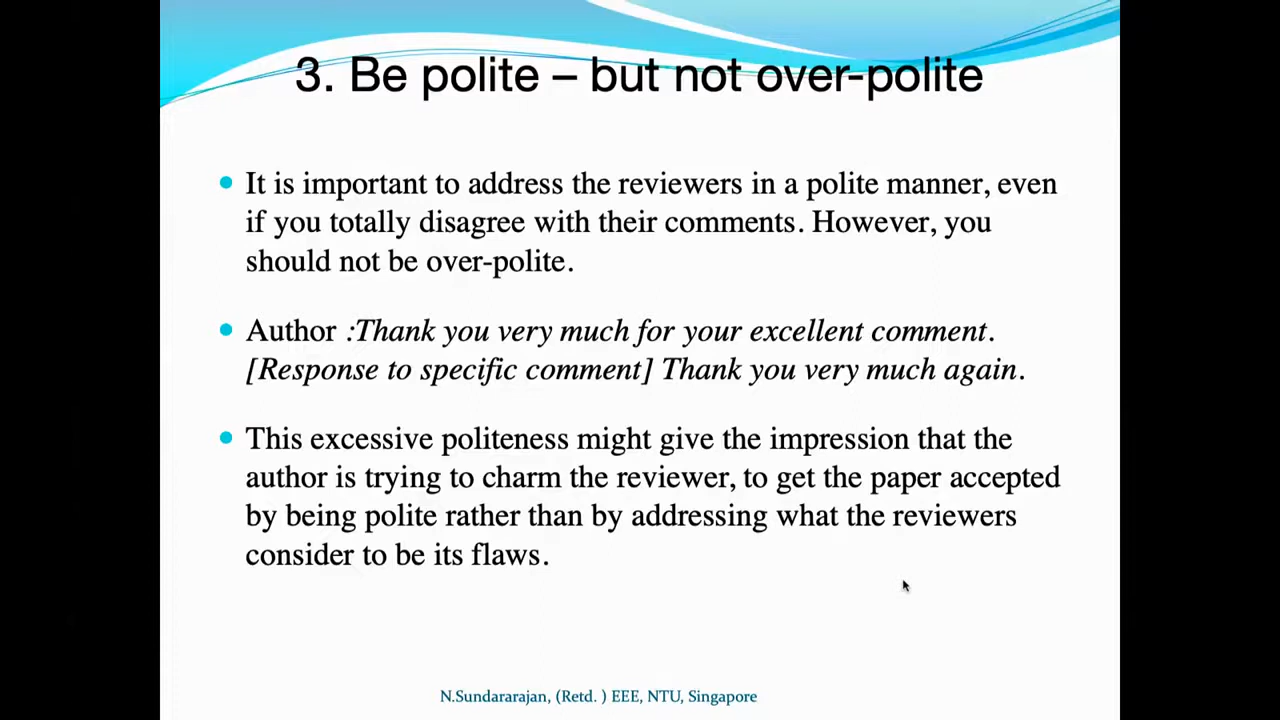 3. Be polite – but not over-polite
It is important to address the reviewers in a polite manner, even
if you totally disagree with their comments. However, you
should not be over-polite.
Author :Thank you very much for your excellent comment.
[Response to specific comment] Thank you very much again.
This excessive politeness might give the impression that the
author is trying to charm the reviewer, to get the paper accepted
by being polite rather than by addressing what the reviewers
consider to be its flaws.
N.Sundararajan, (Retd. ) EEE, NTU, Singapore